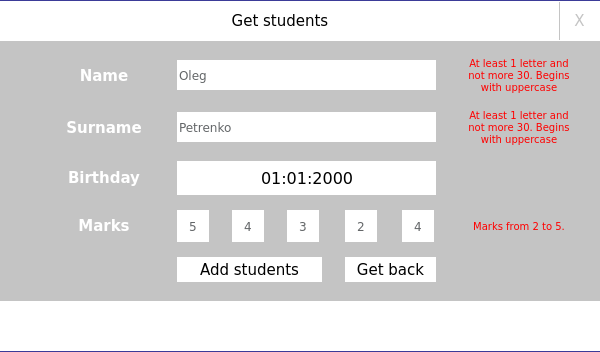 Get students
X
Name
Oleg
At least 1 letter and
not more 30. Begins
with uppercase
Surname
Petrenko
At least 1 letter and
not more 30. Begins
with uppercase
Birthday
01:01:2000
Marks
5 4 3 2 4
Marks from 2 to 5.
Add students
Get back